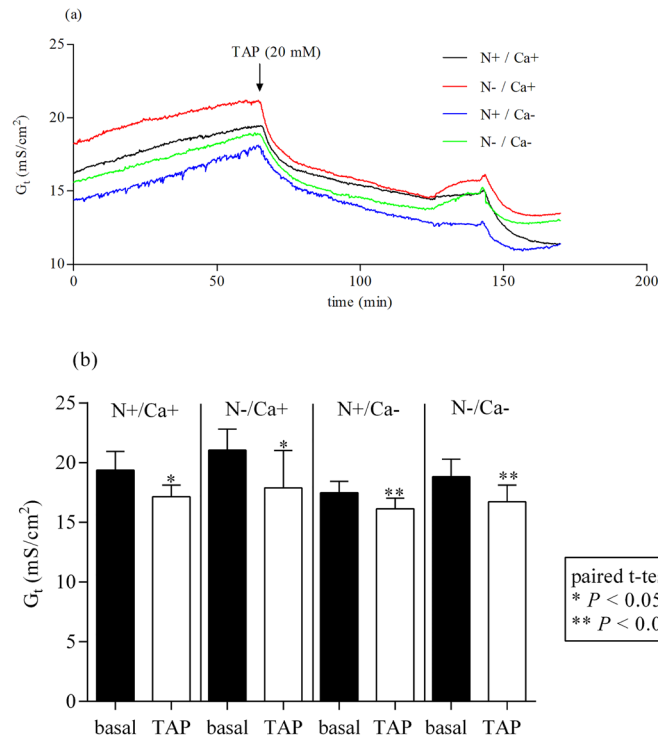 (a)
TAP (20 mM)
N+ / Ca+
N- / Ca+
N+ / Ca-
N- / Ca-
25
20
15
10
Gt (mS/cm²)
0
50
100
150
200
time (min)
(b)
N+/Ca+
N-/Ca+
N+/Ca-
N-/Ca-
25
20
15
10
5
0
Gt (mS/cm²)
*
*
**
**
basal TAP basal TAP basal TAP basal TAP
paired t-te
* P < 0.05
** P < 0.0